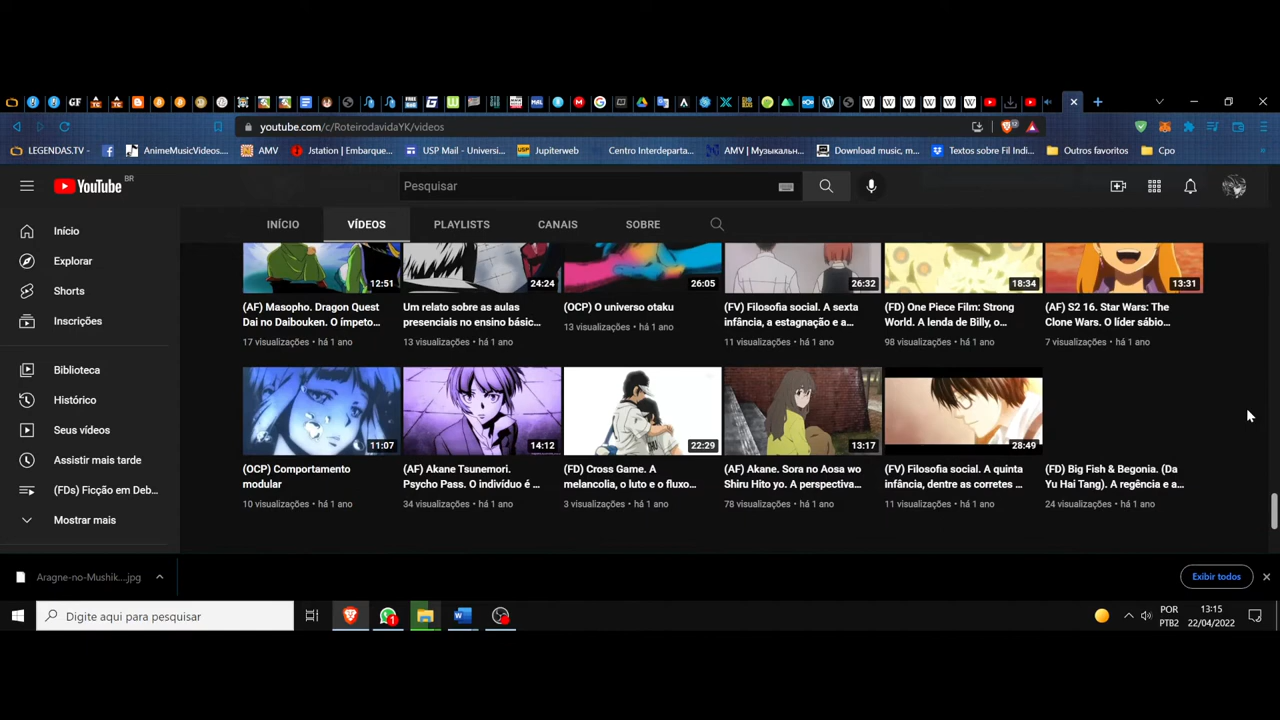 youtube.com/c/RoteirodavidaYK/videos
LEGENDAS.TV -
AnimeMusicVideos....
AMV
Jstation | Embarque...
USP Mail - Universi...
Jupiterweb
Centro Interdeparta...
AMV | Музыкальн...
Download music, m...
Textos sobre Fil Indi...
Outros favoritos
Cpo
YouTube BR
Pesquisar
INÍCIO
VÍDEOS
PLAYLISTS
CANAIS
SOBRE
Início
Explorar
Shorts
Inscrições
Biblioteca
Histórico
Seus vídeos
Assistir mais tarde
(FDs) Ficção em Deb...
Mostrar mais
12:51
24:24
26:05
26:32
18:34
13:31
(AF) Masopho. Dragon Quest
Dai no Daibouken. O ímpeto...
17 visualizações • há 1 ano
Um relato sobre as aulas
presenciais no ensino básic...
13 visualizações • há 1 ano
(OCP) O universo otaku
13 visualizações • há 1 ano
(FV) Filosofia social. A sexta
infância, a estagnação e a...
11 visualizações • há 1 ano
(FD) One Piece Film: Strong
World. A lenda de Billy, o...
98 visualizações • há 1 ano
(AF) S2 16. Star Wars: The
Clone Wars. O líder sábio...
7 visualizações • há 1 ano
11:07
14:12
22:29
13:17
28:49
(OCP) Comportamento
modular
10 visualizações • há 1 ano
(AF) Akane Tsunemori.
Psycho Pass. O indivíduo é ...
34 visualizações • há 1 ano
(FD) Cross Game. A
melancolia, o luto e o fluxo...
3 visualizações • há 1 ano
(AF) Akane. Sora no Aosa wo
Shiru Hito yo. A perspectiva...
78 visualizações • há 1 ano
(FV) Filosofia social. A quinta
infância, dentre as corretes ...
11 visualizações • há 1 ano
(FD) Big Fish & Begonia. (Da
Yu Hai Tang). A regência e a...
24 visualizações • há 1 ano
Aragne-no-Mushik....jpg
Exibir todos
Digite aqui para pesquisar
POR
PTB2
13:15
22/04/2022